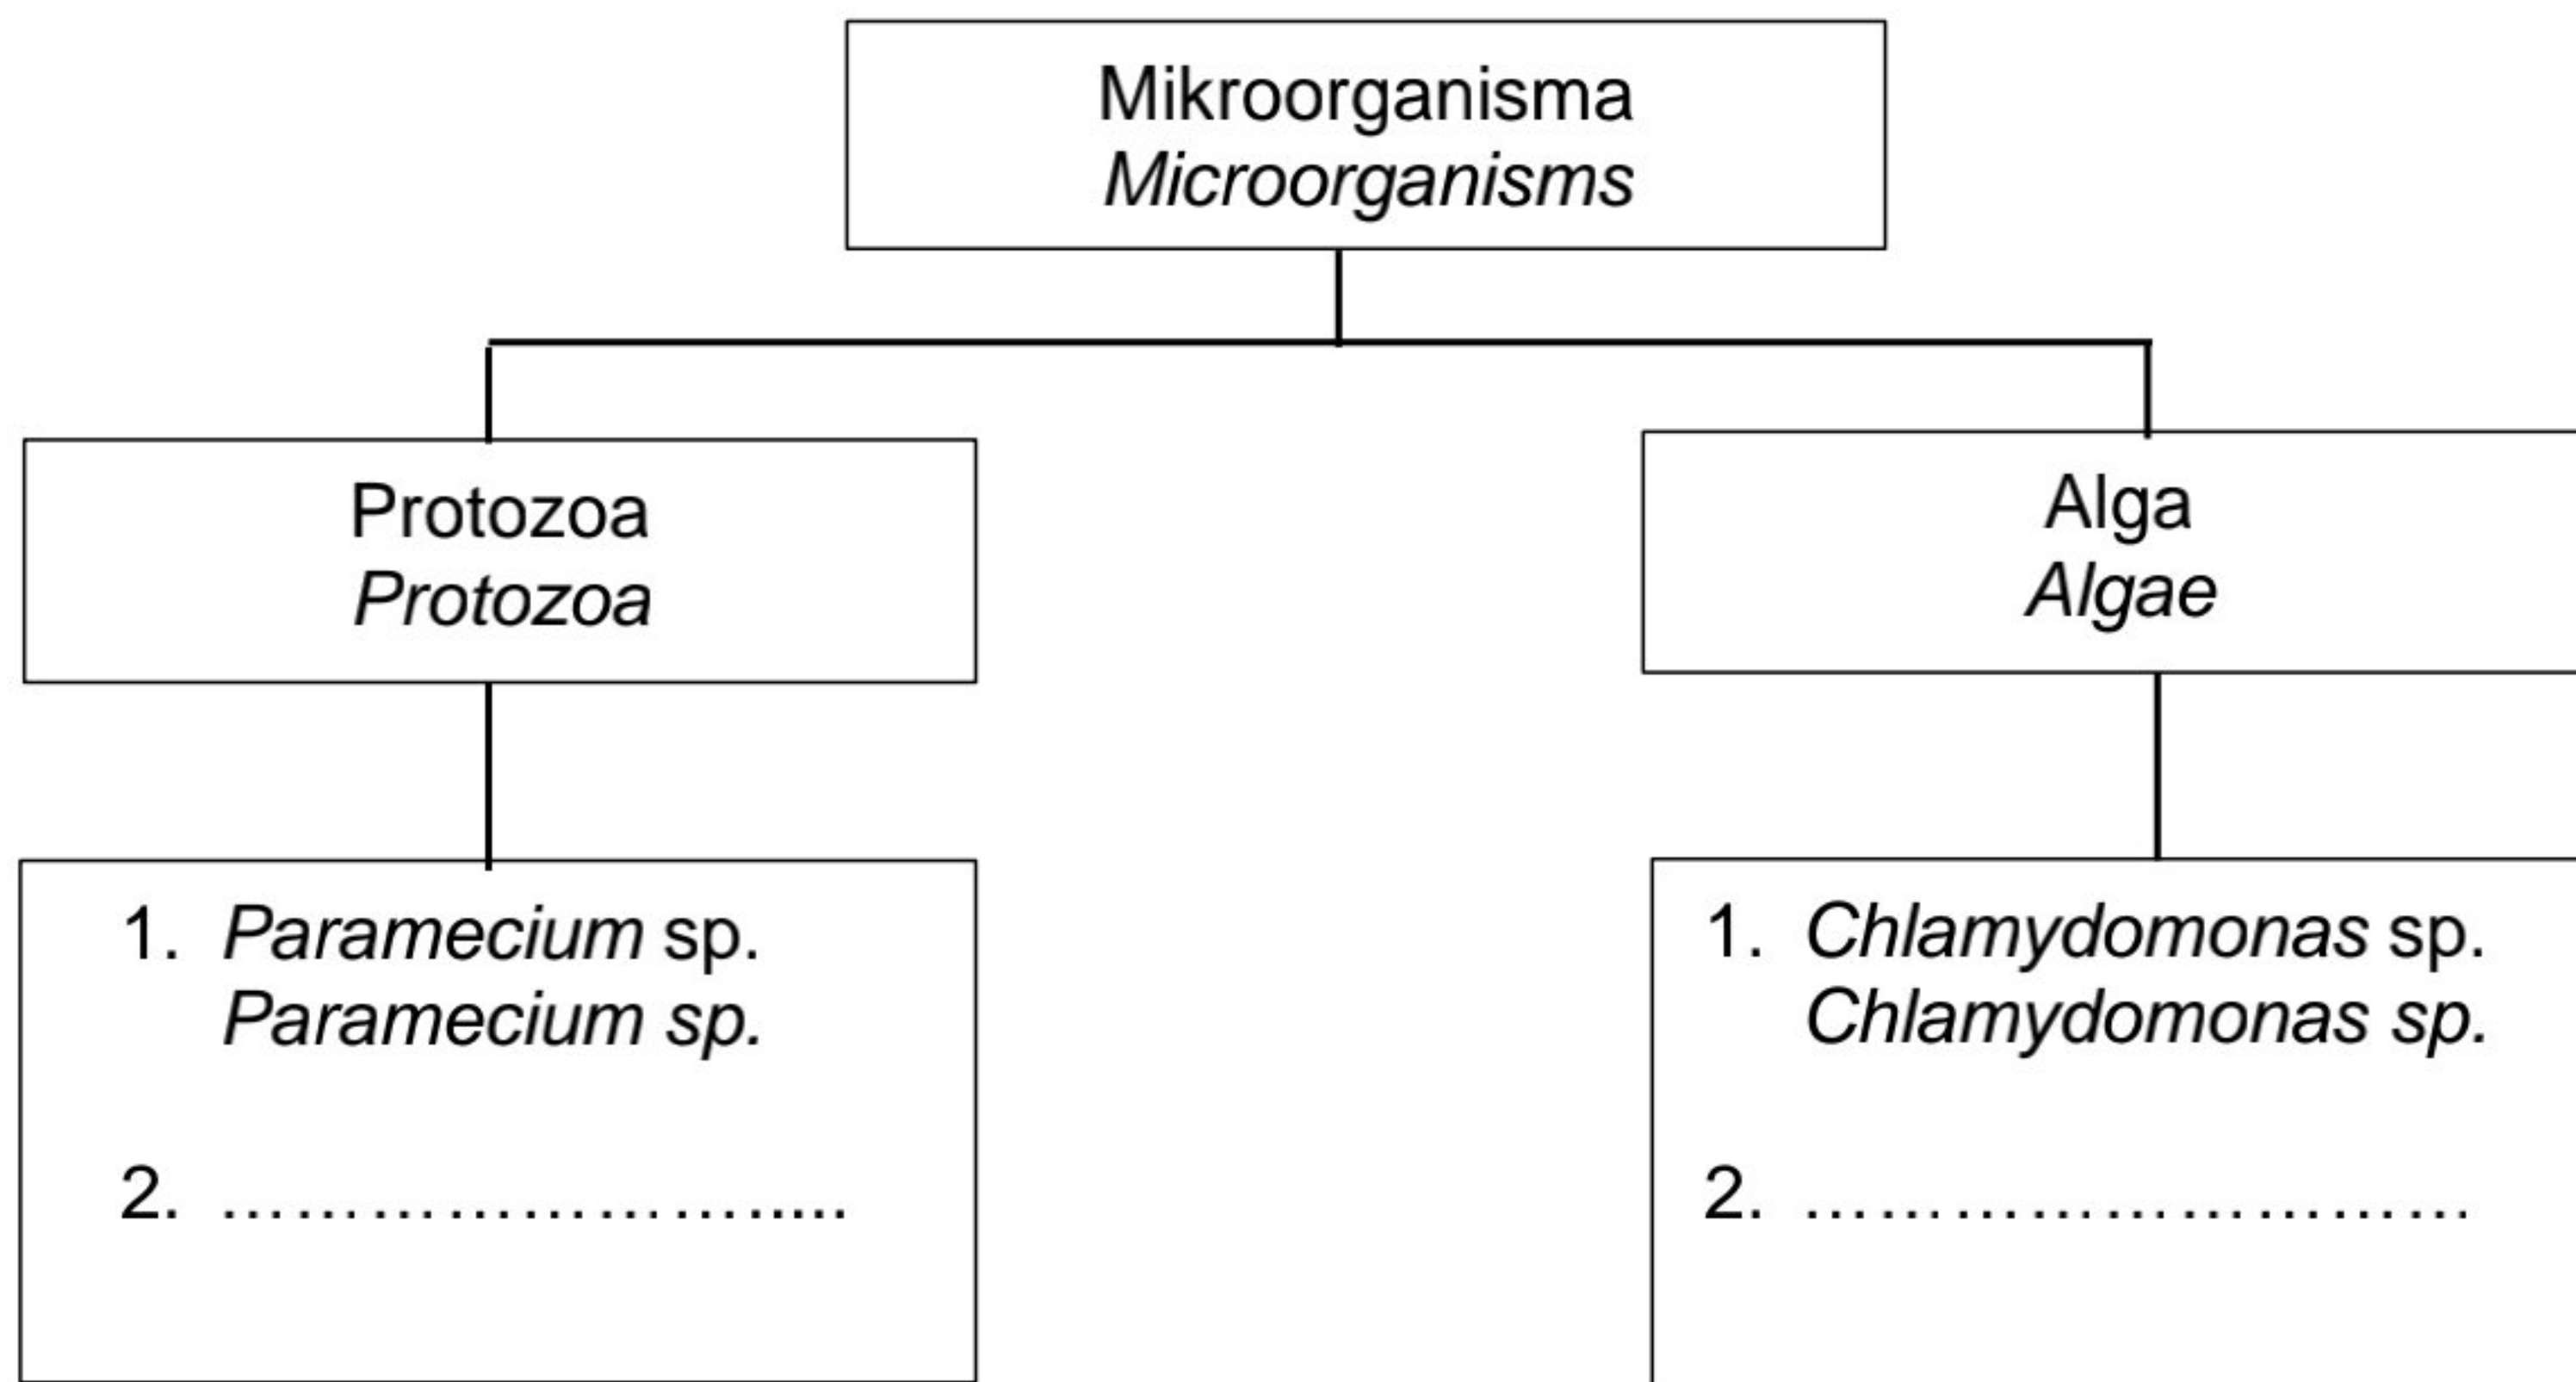 Mikroorganisma
Microorganisms
Protozoa
Protozoa
Alga
Algae
1. Paramecium sp.
Paramecium sp.
2. ……………………....
1. Chlamydomonas sp.
Chlamydomonas sp.
2. ………………………